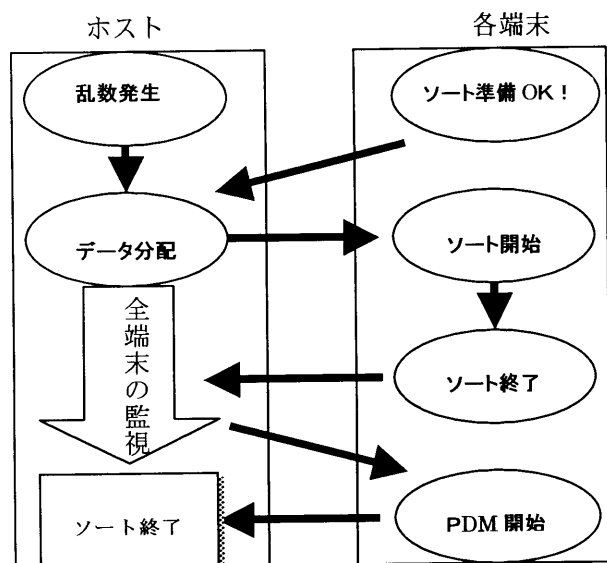 ホスト
各端末
乱数発生
ソート準備 OK！
データ分配
ソート開始
全端末の監視
ソート終了
ソート終了
PDM 開始